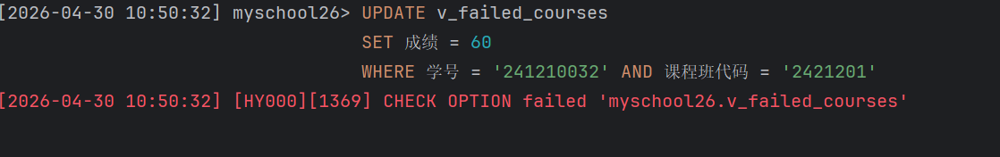 [2026-04-30 10:50:32] myschool26> UPDATE v_failed_courses
SET 成绩 = 60
WHERE 学号 = '241210032' AND 课程班代码 = '2421201'
[2026-04-30 10:50:32] [HY000][1369] CHECK OPTION failed 'myschool26.v_failed_courses'